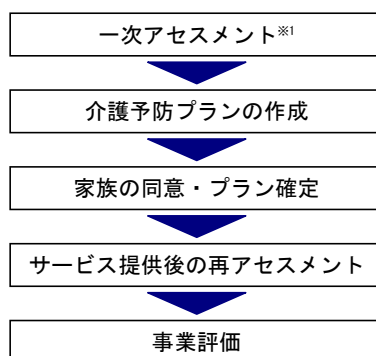 一次アセスメント※1
介護予防プランの作成
家族の同意・プラン確定
サービス提供後の再アセスメント
事業評価